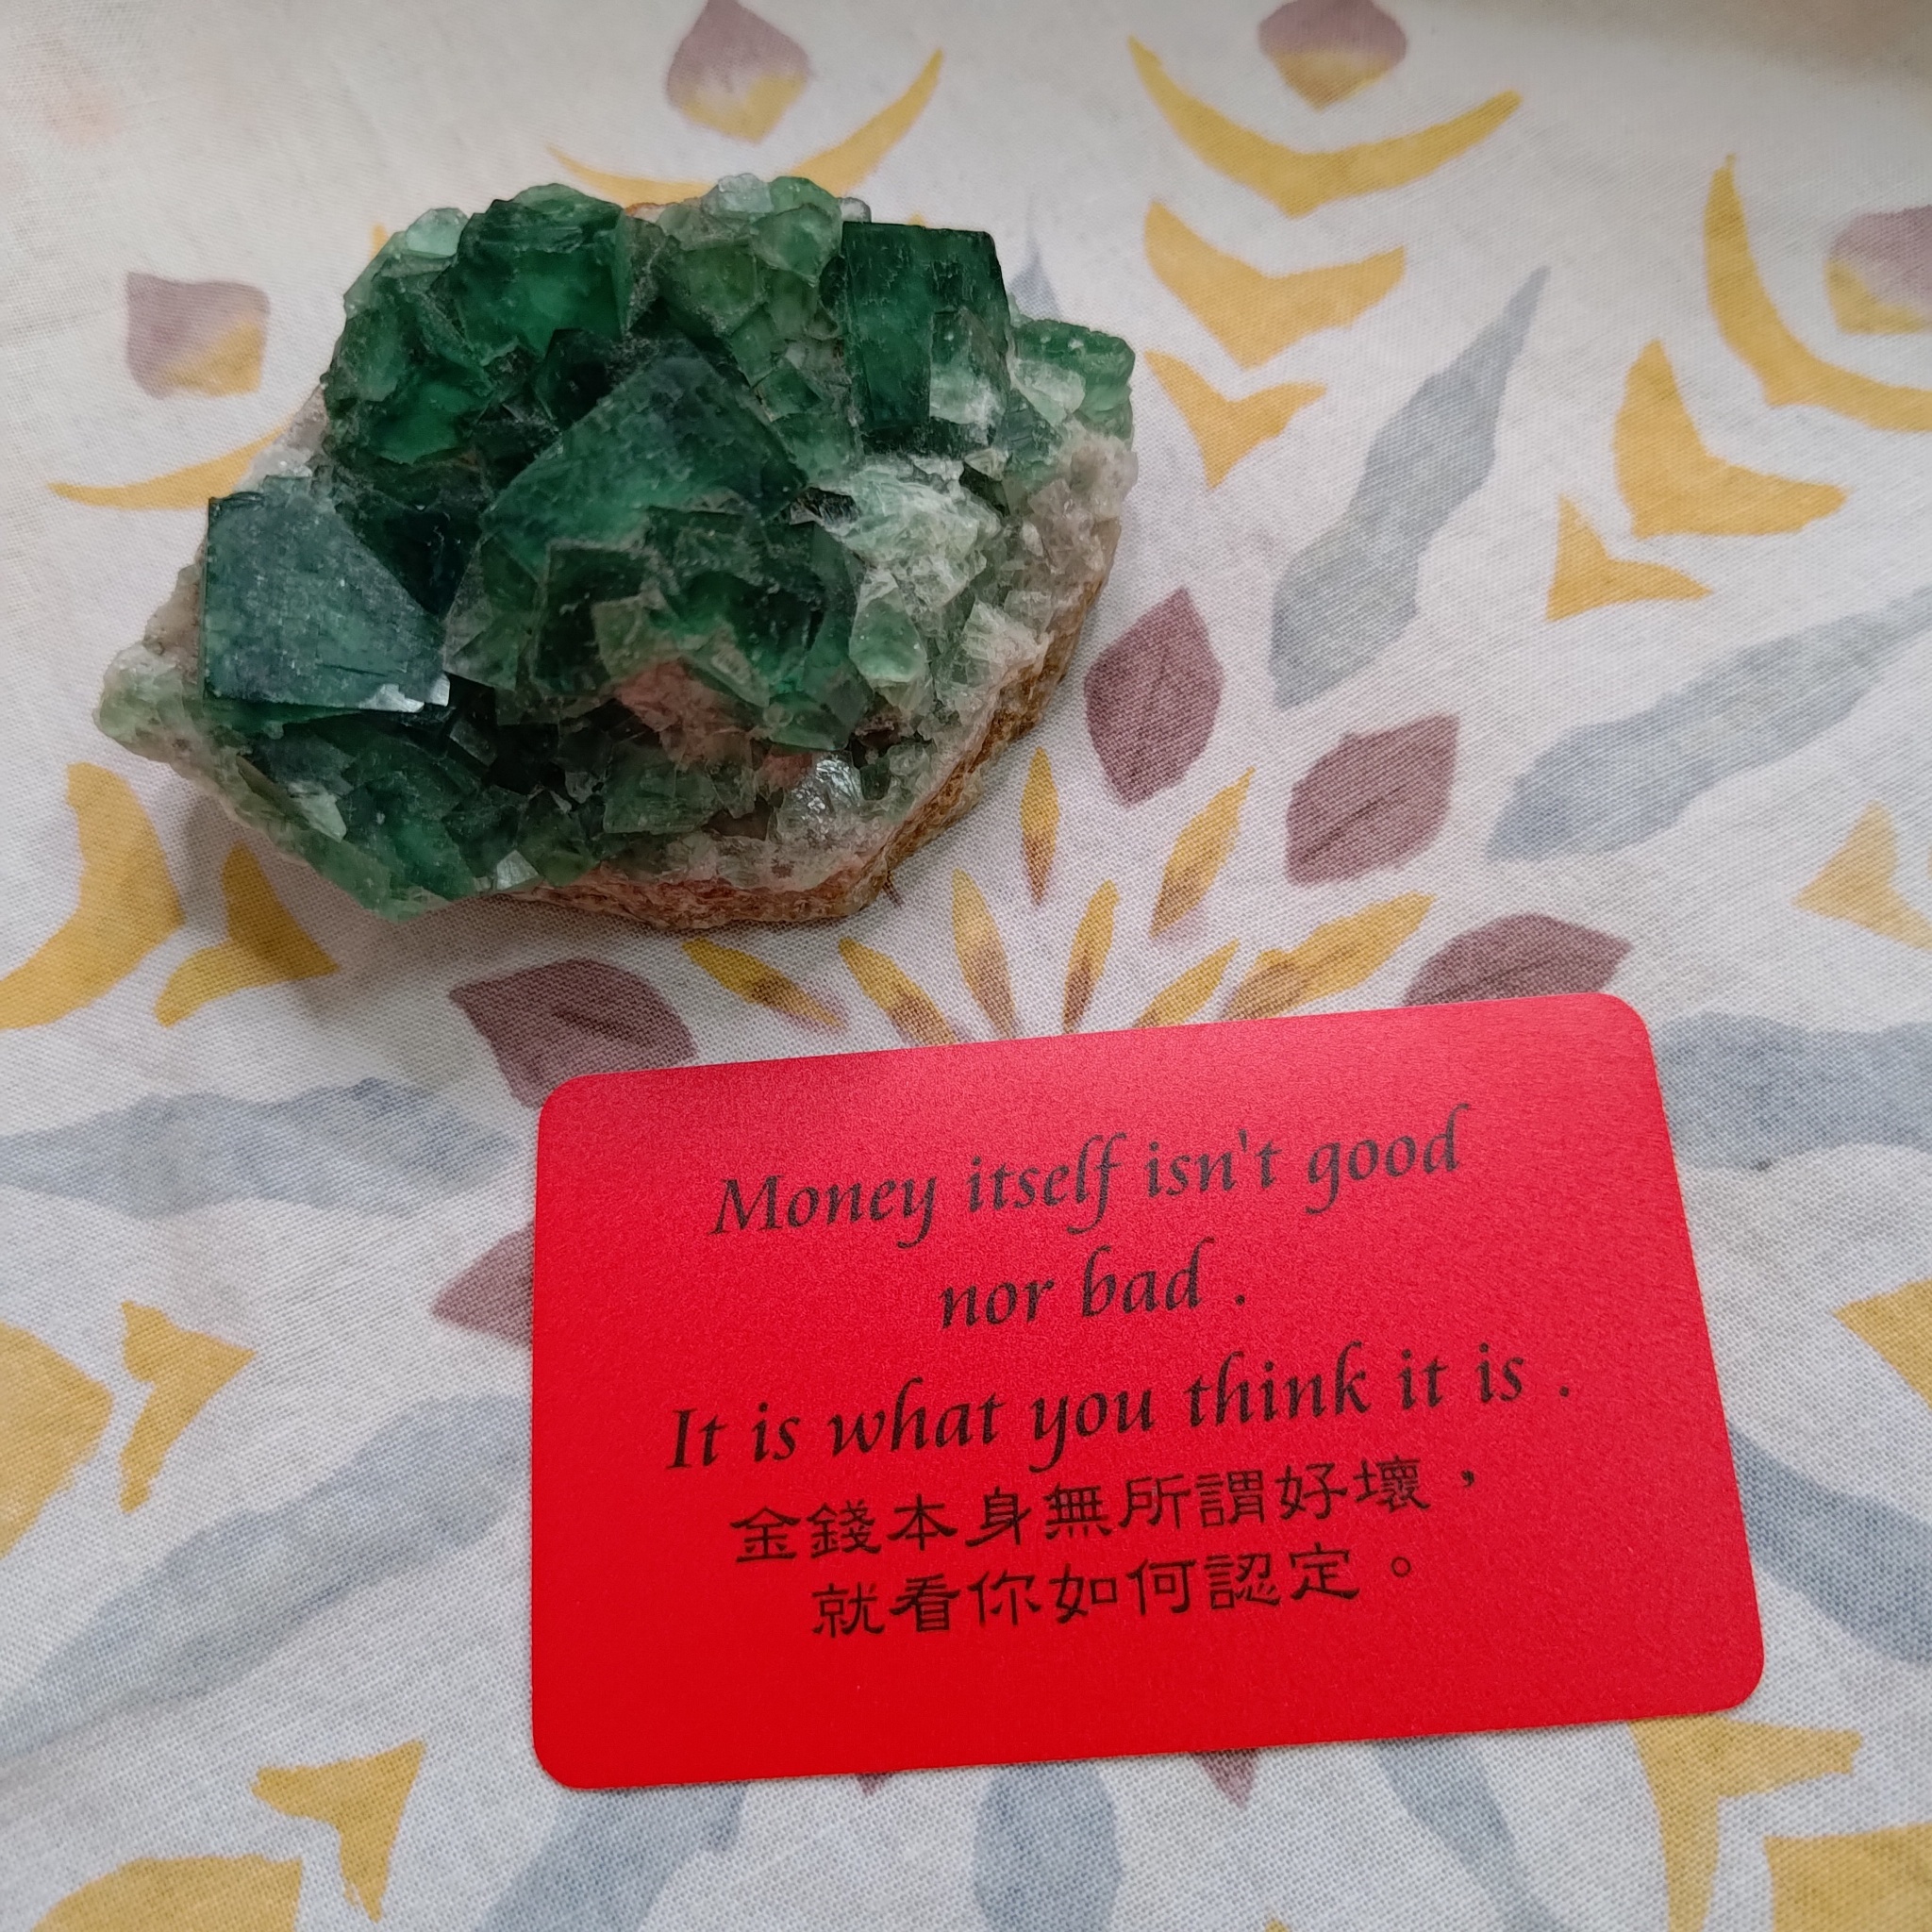 Money itself isn't good
nor bad .
It is what you think it is .
金錢本身無所謂好壞，
就看你如何認定。